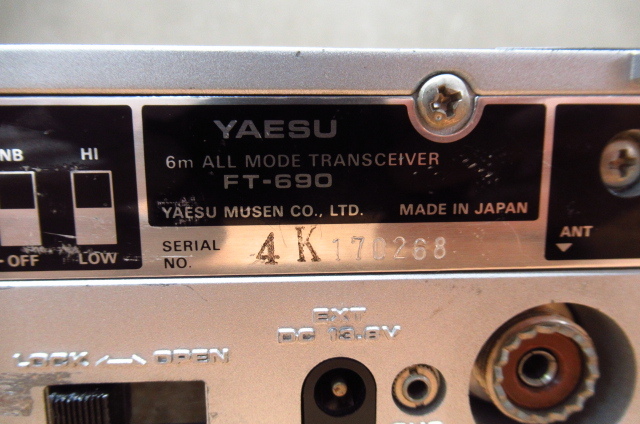 YAESU
6m ALL MODE TRANSCEIVER
FT-690
YAESU MUSEN CO., LTD. MADE IN JAPAN
NB HI
OFF LOW
SERIAL NO. 4K 170268
ANT
EXT
DC 13.8V
LOCK OPEN